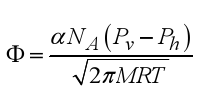 Φ = αN_A(P_v − P_h) / √(2πMRT)